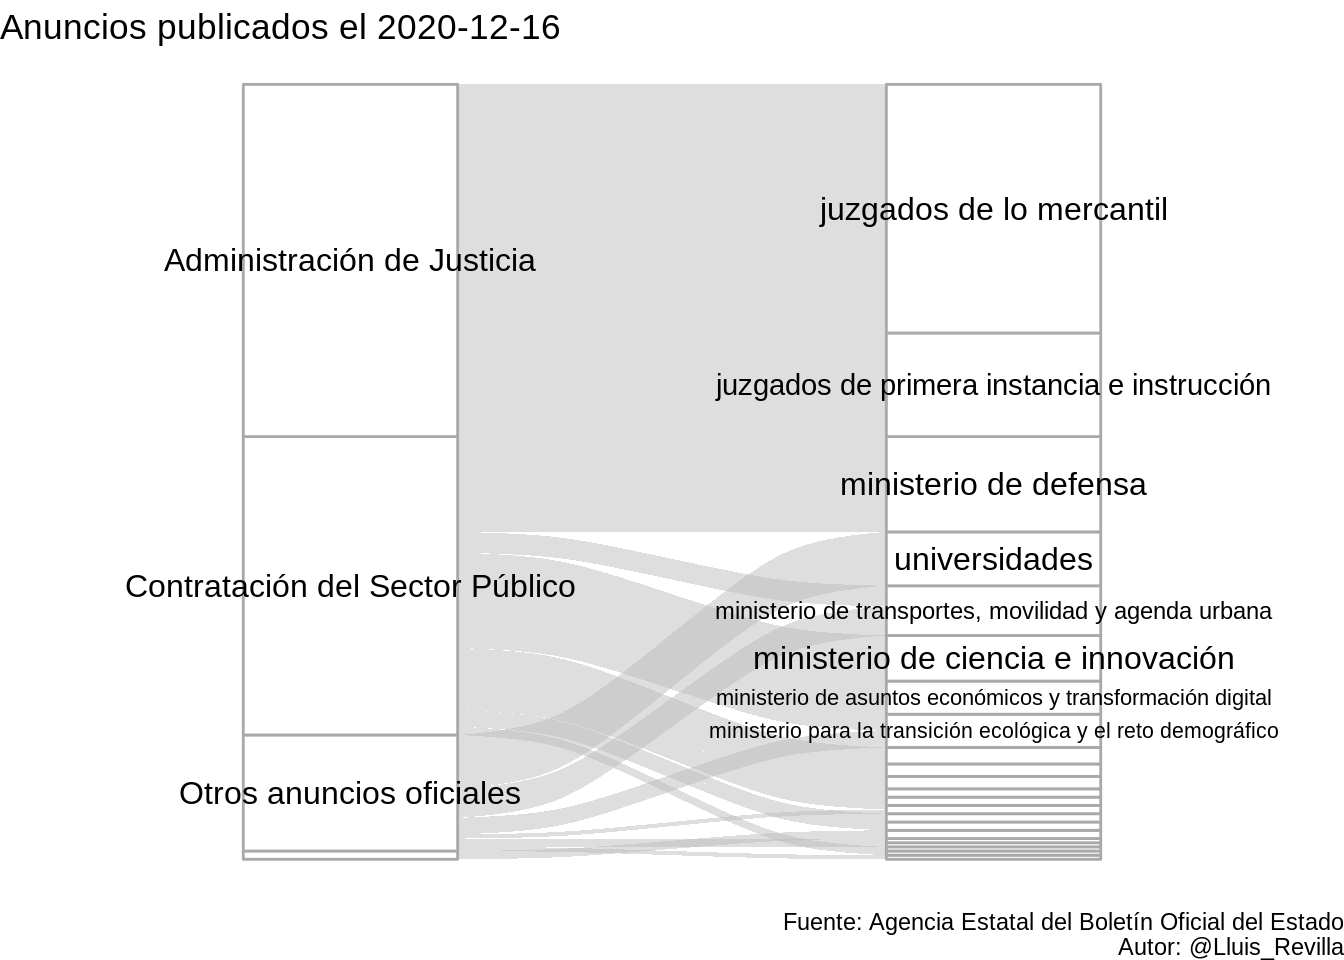 Anuncios publicados el 2020-12-16
juzgados de lo mercantil
Administración de Justicia
juzgados de primera instancia e instrucción
ministerio de defensa
universidades
Contratación del Sector Público
ministerio de transportes, movilidad y agenda urbana
ministerio de ciencia e innovación
ministerio de asuntos económicos y transformación digital
ministerio para la transición ecológica y el reto demográfico
Otros anuncios oficiales
Fuente: Agencia Estatal del Boletín Oficial del Estado
Autor: @Lluis_Revilla